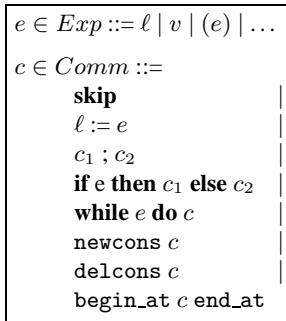 e ∈ Exp ::= ℓ | v | (e) | …
c ∈ Comm ::=
skip |
ℓ := e |
c₁ ; c₂ |
if e then c₁ else c₂ |
while e do c |
newcons c |
delcons c |
begin_at c end_at